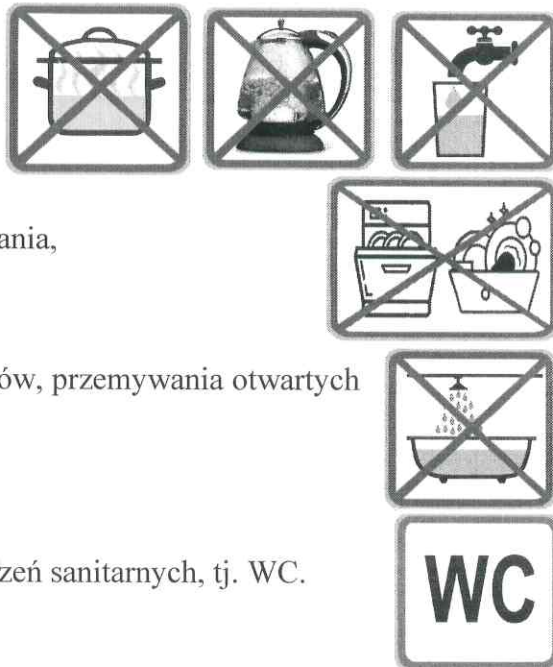 ania,
ów, przemywania otwartych
zeń sanitarnych, tj. WC.
WC